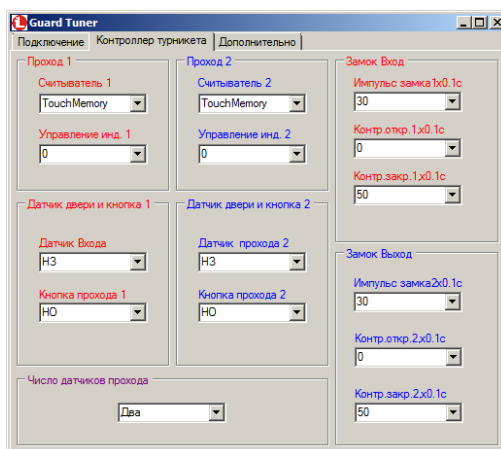 Guard Tuner
Подключение Контроллер турникета Дополнительно
Проход 1
Считыватель 1
TouchMemory
Управление инд. 1
0
Проход 2
Считыватель 2
TouchMemory
Управление инд. 2
0
Замок Вход
Импульс замка1х0.1с
30
Контр.откр.1,х0.1с
0
Контр.закр.1,х0.1с
50
Датчик двери и кнопка 1
Датчик Входа
НЗ
Кнопка прохода 1
НО
Датчик двери и кнопка 2
Датчик прохода 2
НЗ
Кнопка прохода 2
НО
Замок Выход
Импульс замка2х0.1с
30
Контр.откр.2,х0.1с
0
Контр.закр.2,х0.1с
50
Число датчиков прохода
Два